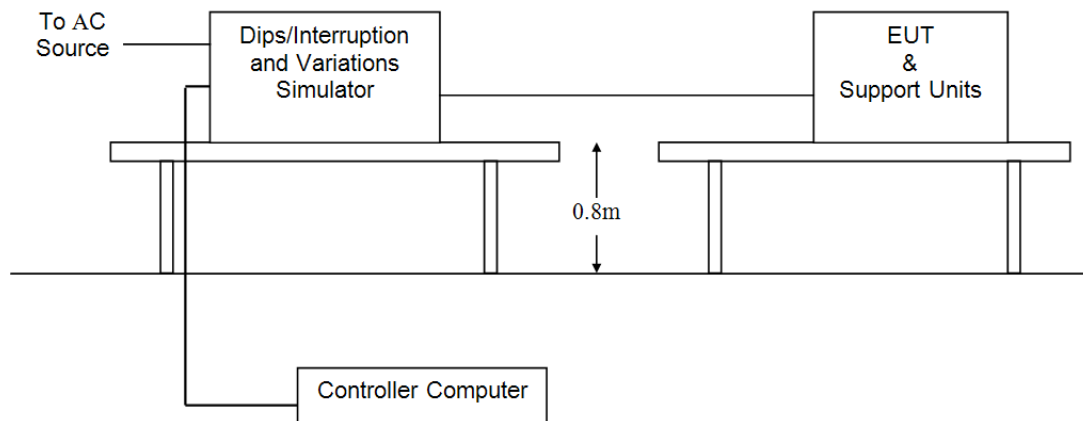 To AC
Source
Dips/Interruption
and Variations
Simulator
EUT
&
Support Units
0.8m
Controller Computer